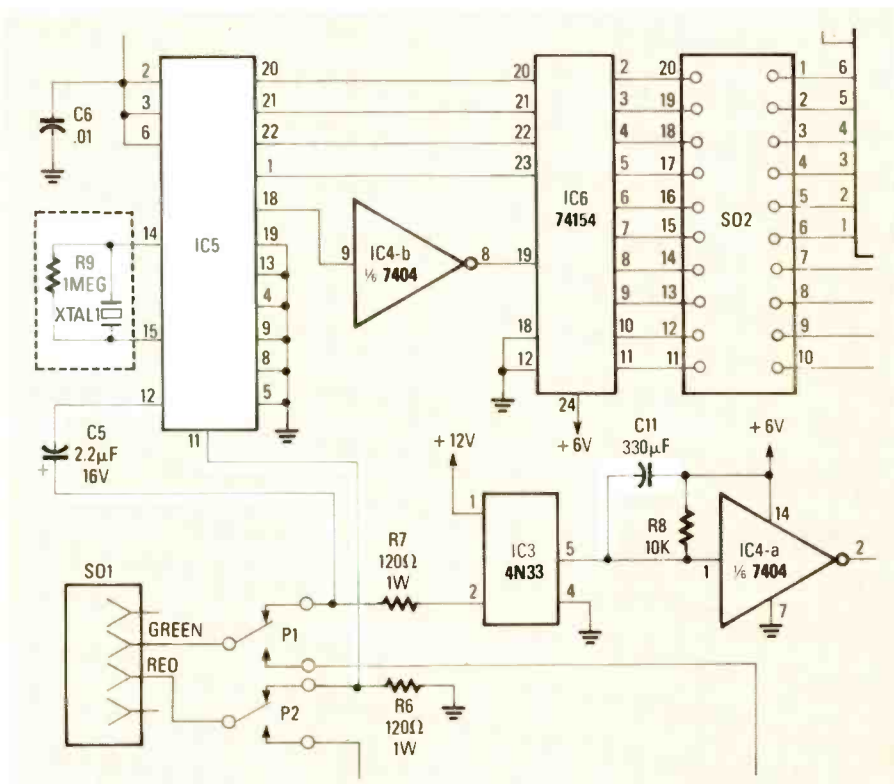 C6
.01
2
3
6
14
15
12
11
IC5
20
21
22
1
18
19
13
4
9
8
5
R9
1MEG
XTAL1
C5
2.2µF
16V
+
9
IC4-b
⅙ 7404
8
20
21
22
23
19
18
12
24
+6V
IC6
74154
2
3
4
5
6
7
8
9
10
11
20
19
18
17
16
15
14
13
12
11
SO2
1
2
3
4
5
6
7
8
9
10
6
5
4
3
2
1
+12V
1
2
IC3
4N33
5
4
C11
330µF
+6V
R8
10K
14
1
IC4-a
⅙ 7404
2
7
SO1
GREEN
RED
P1
P2
R7
120Ω
1W
R6
120Ω
1W